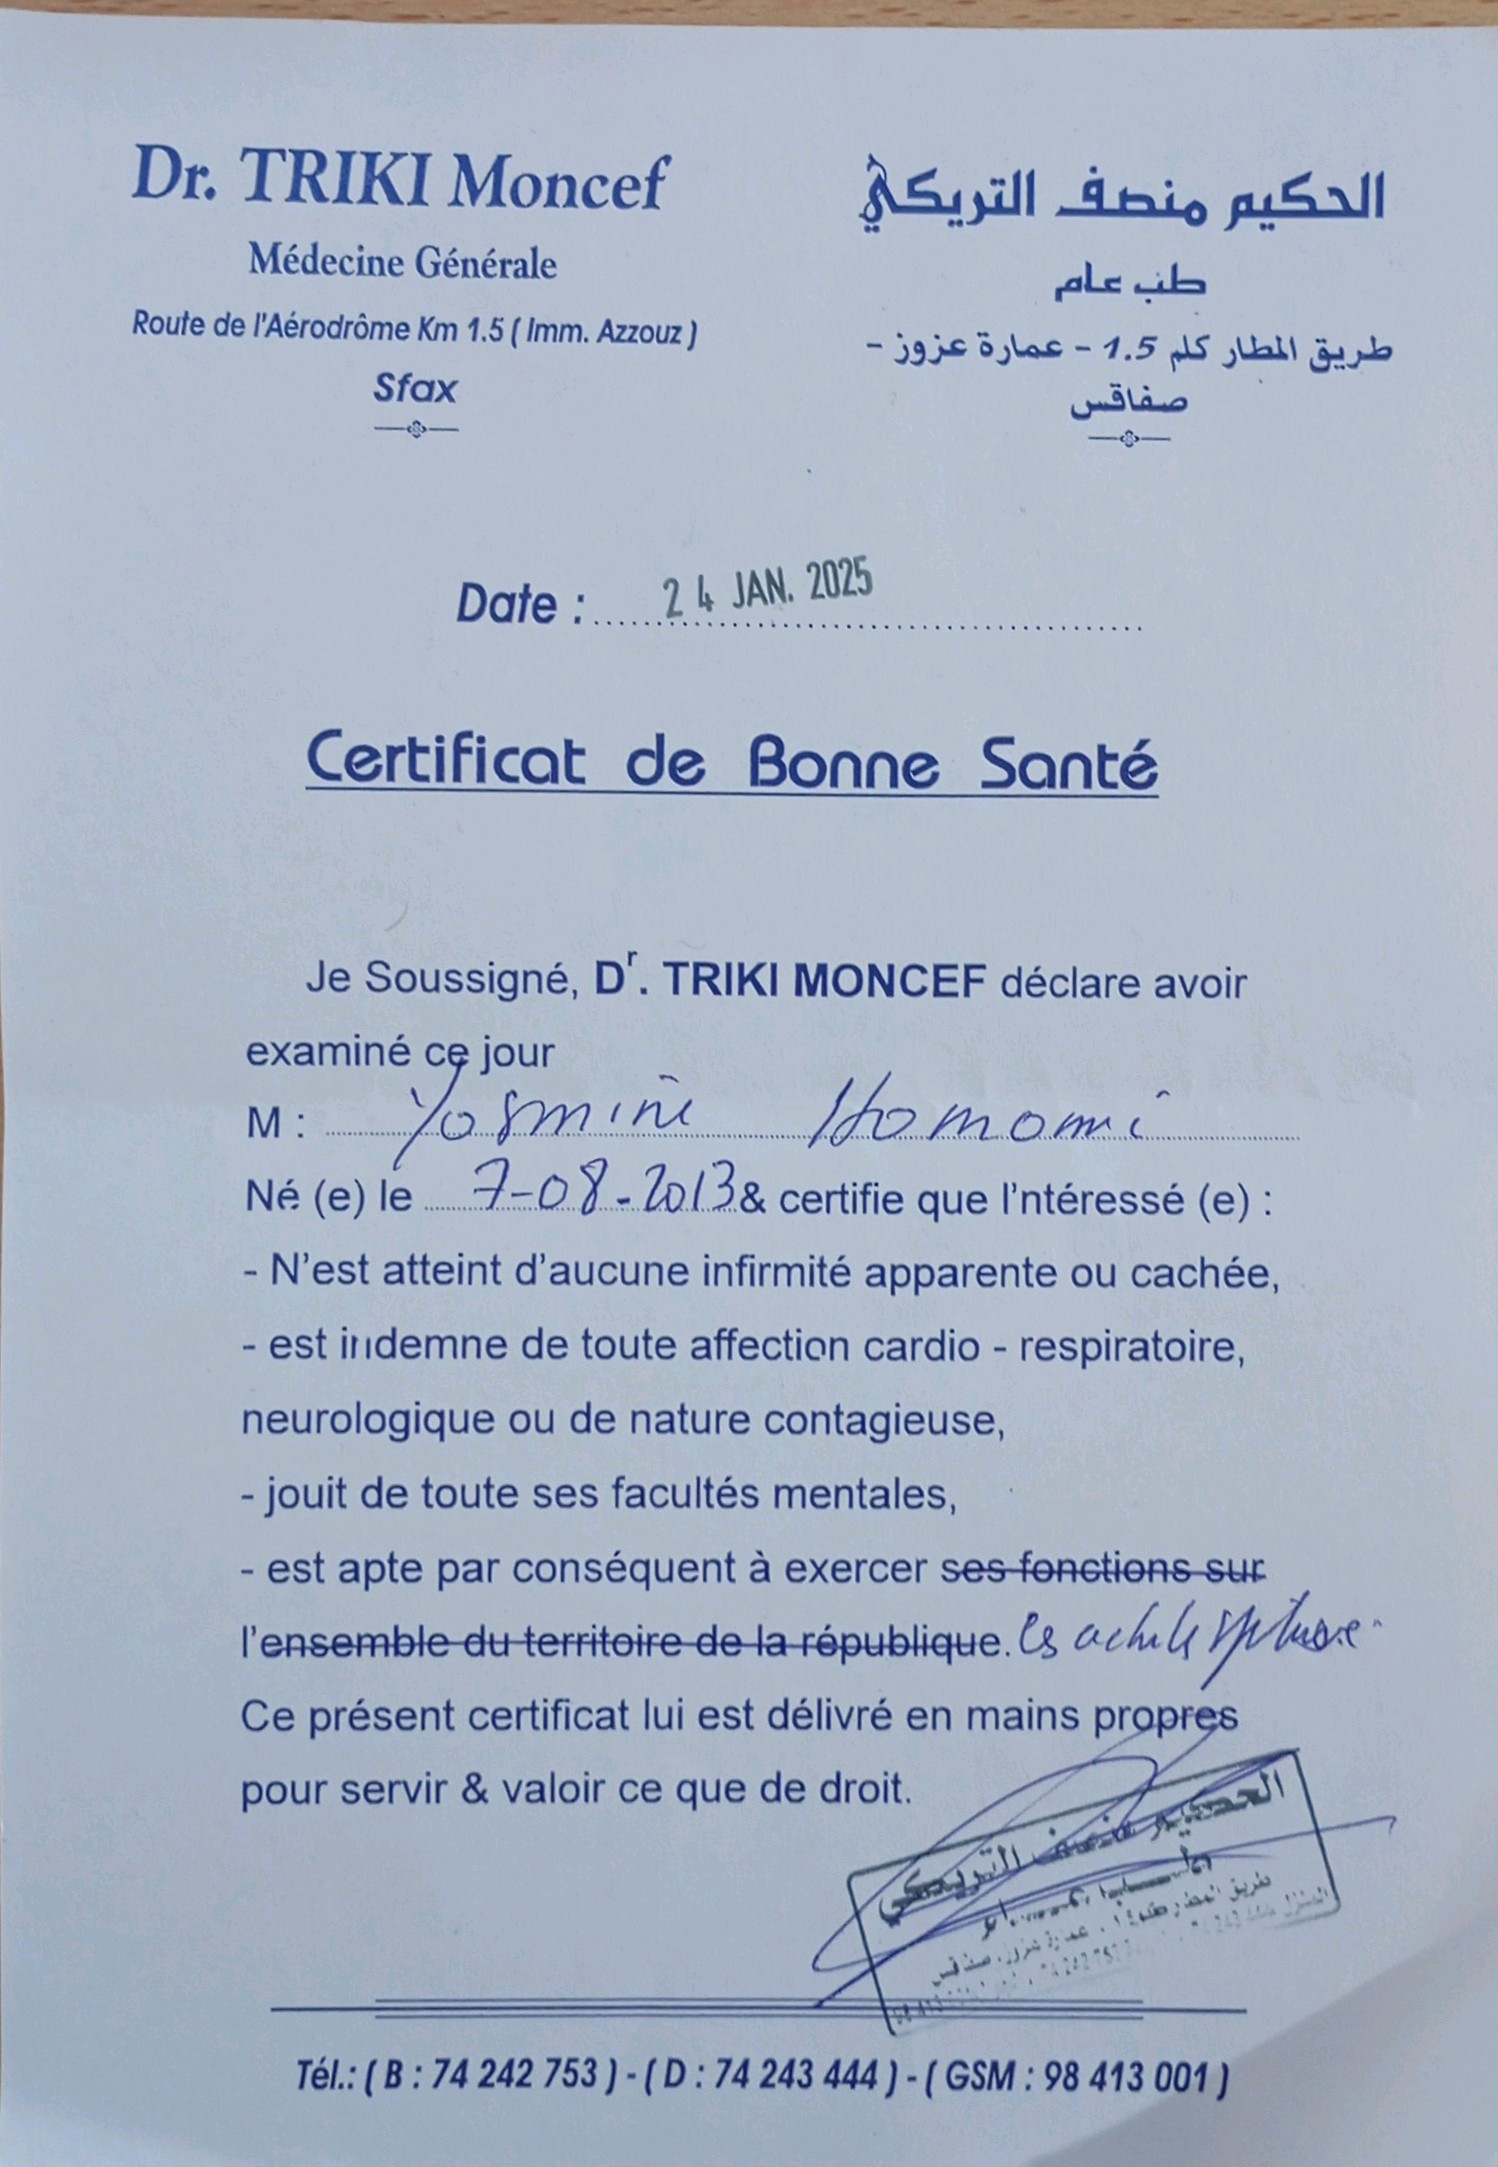 Dr. TRIKI Moncef
Médecine Générale
Route de l'Aérodrôme Km 1.5 ( Imm. Azzouz )
Sfax
الحكيم منصف التريكي
طب عام
طريق المطار كلم 1.5 - عمارة عزوز -
صفاقس
Date : 24 JAN. 2025
Certificat de Bonne Santé
Je Soussigné, Dr. TRIKI MONCEF déclare avoir
examiné ce jour
M : Yasmine Hamami
Né (e) le 7-08-2013 & certifie que l'ntéressé (e) :
- N'est atteint d'aucune infirmité apparente ou cachée,
- est indemne de toute affection cardio - respiratoire,
neurologique ou de nature contagieuse,
- jouit de toute ses facultés mentales,
- est apte par conséquent à exercer ses fonctions sur
l'ensemble du territoire de la république. les
Ce présent certificat lui est délivré en mains propres
pour servir & valoir ce que de droit.
الحكيم منصف التريكي
طب عام
Tél.: ( B : 74 242 753 ) - ( D : 74 243 444 ) - ( GSM : 98 413 001 )